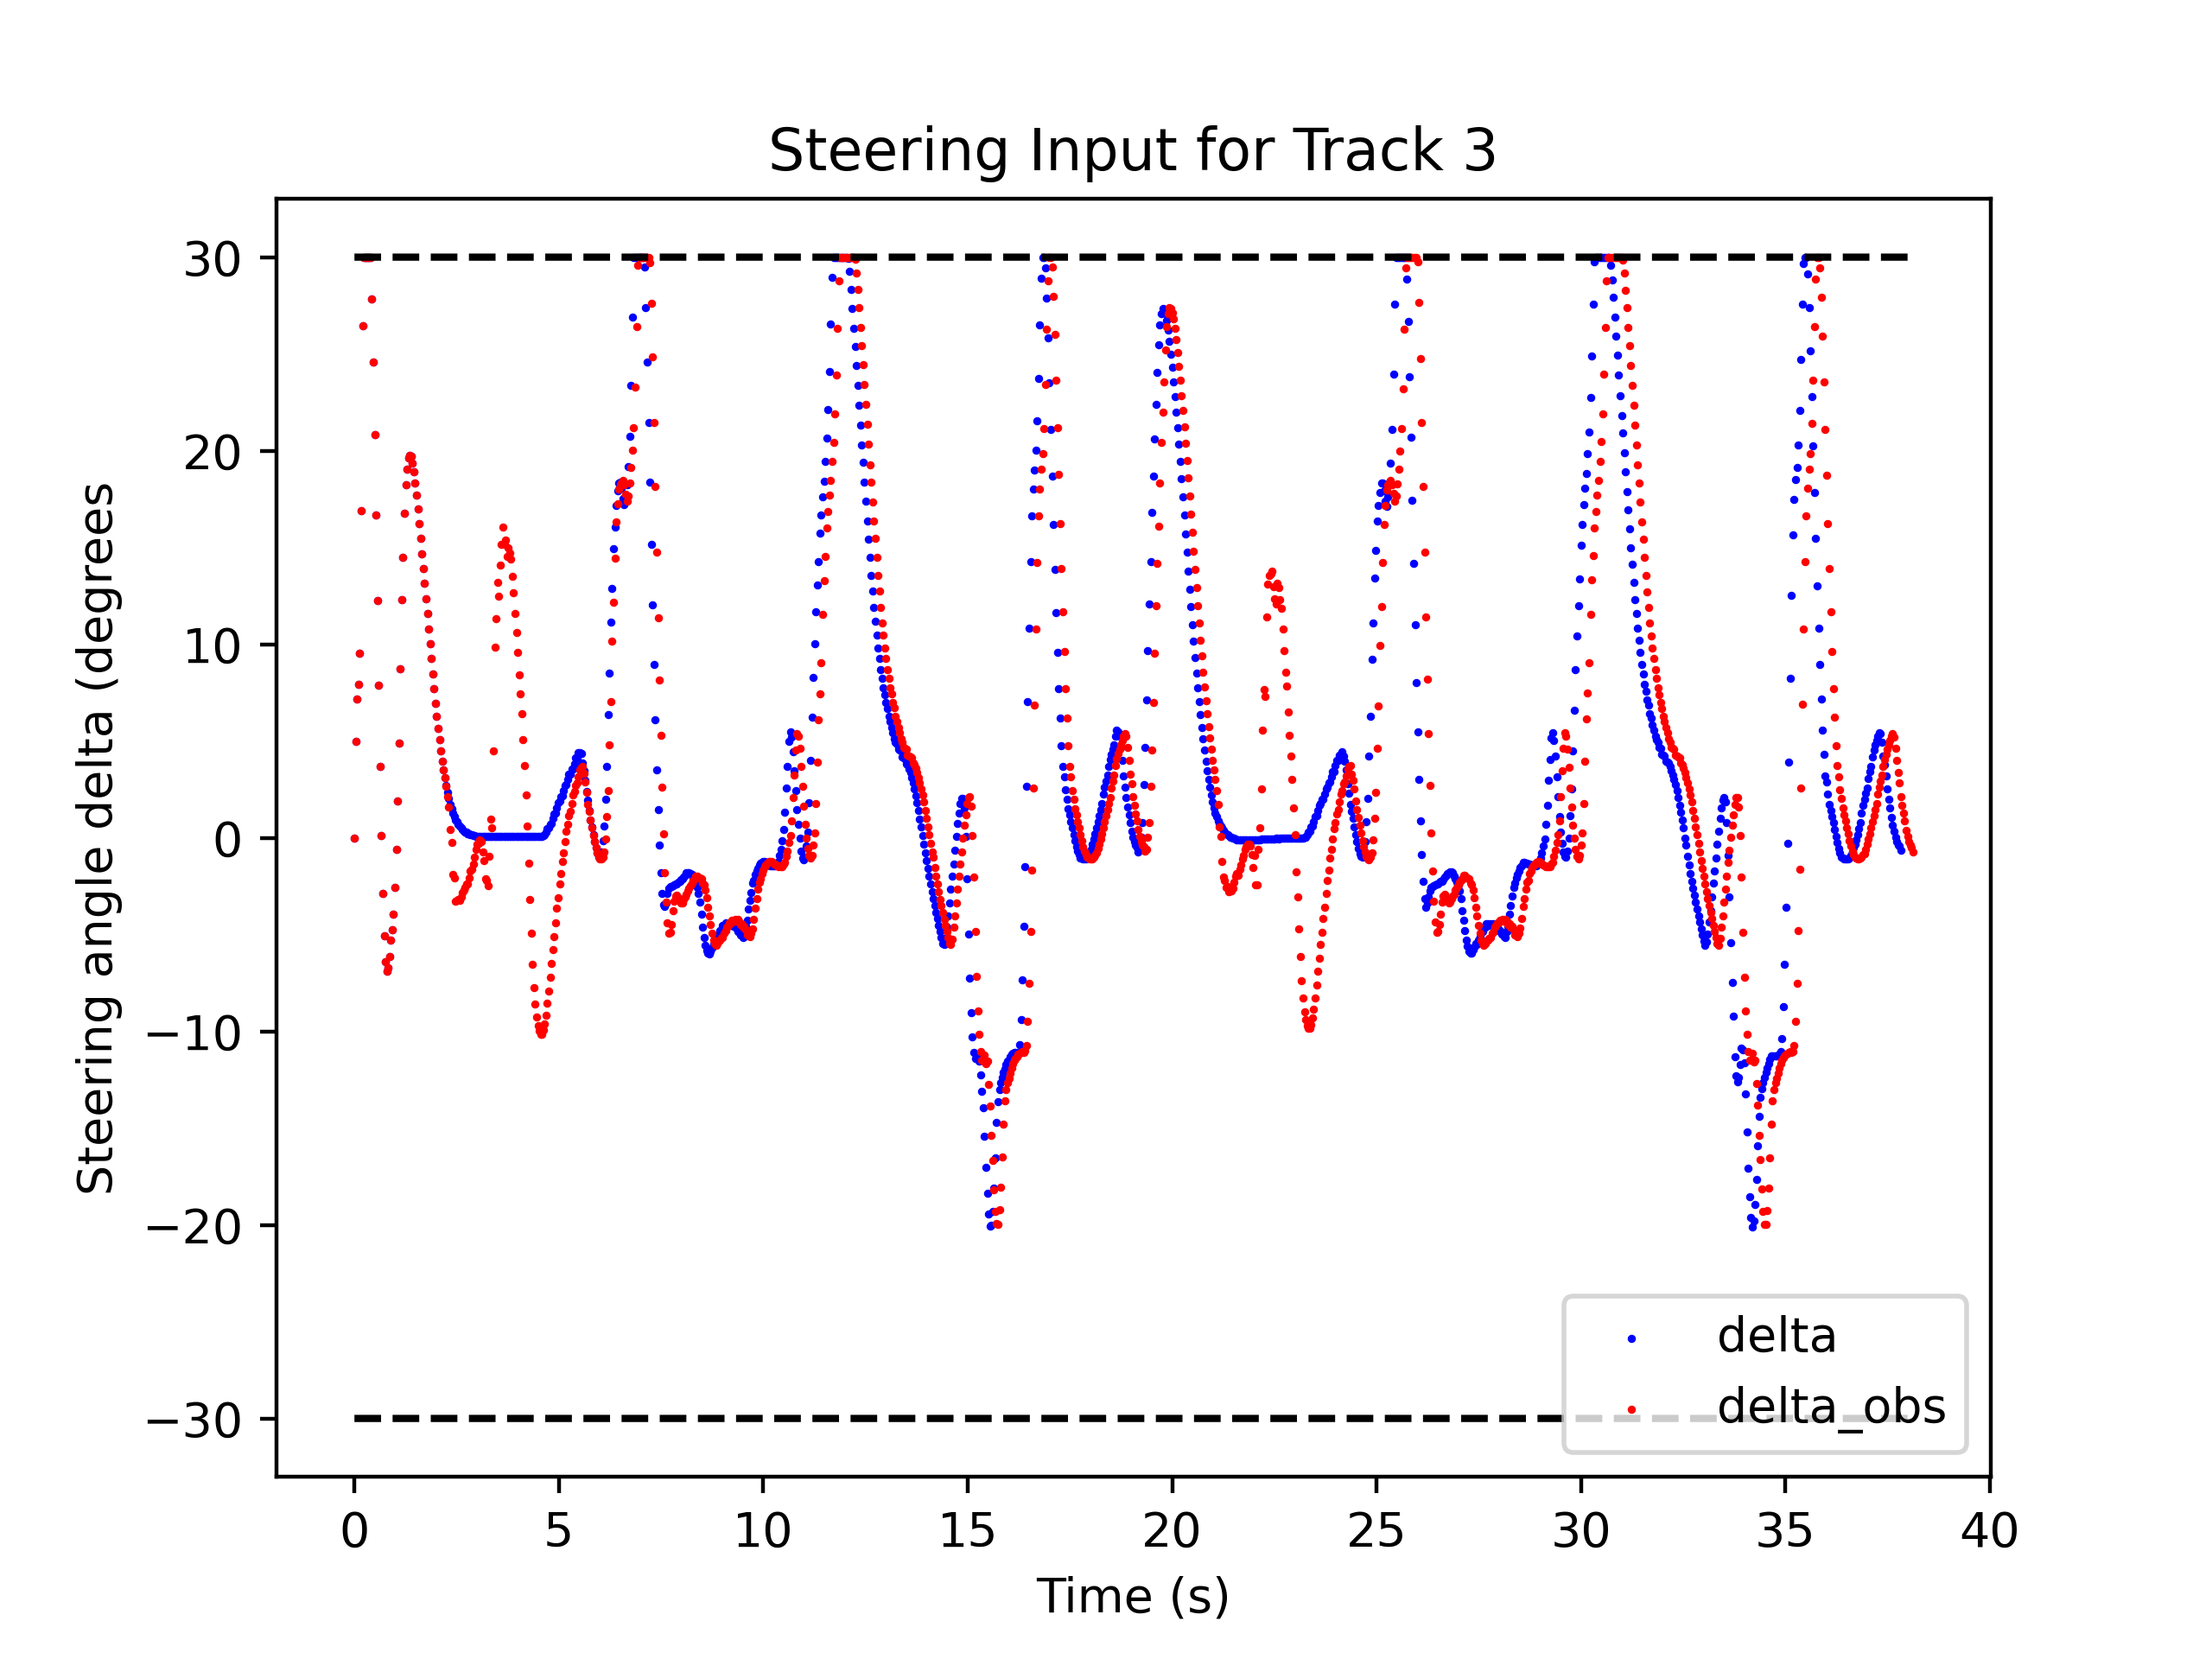 Steering Input for Track 3
Steering angle delta (degrees
30
20
10
0
−10
−20
−30
delta
delta_obs
0 5 10 15 20 25 30 35 40
Time (s)